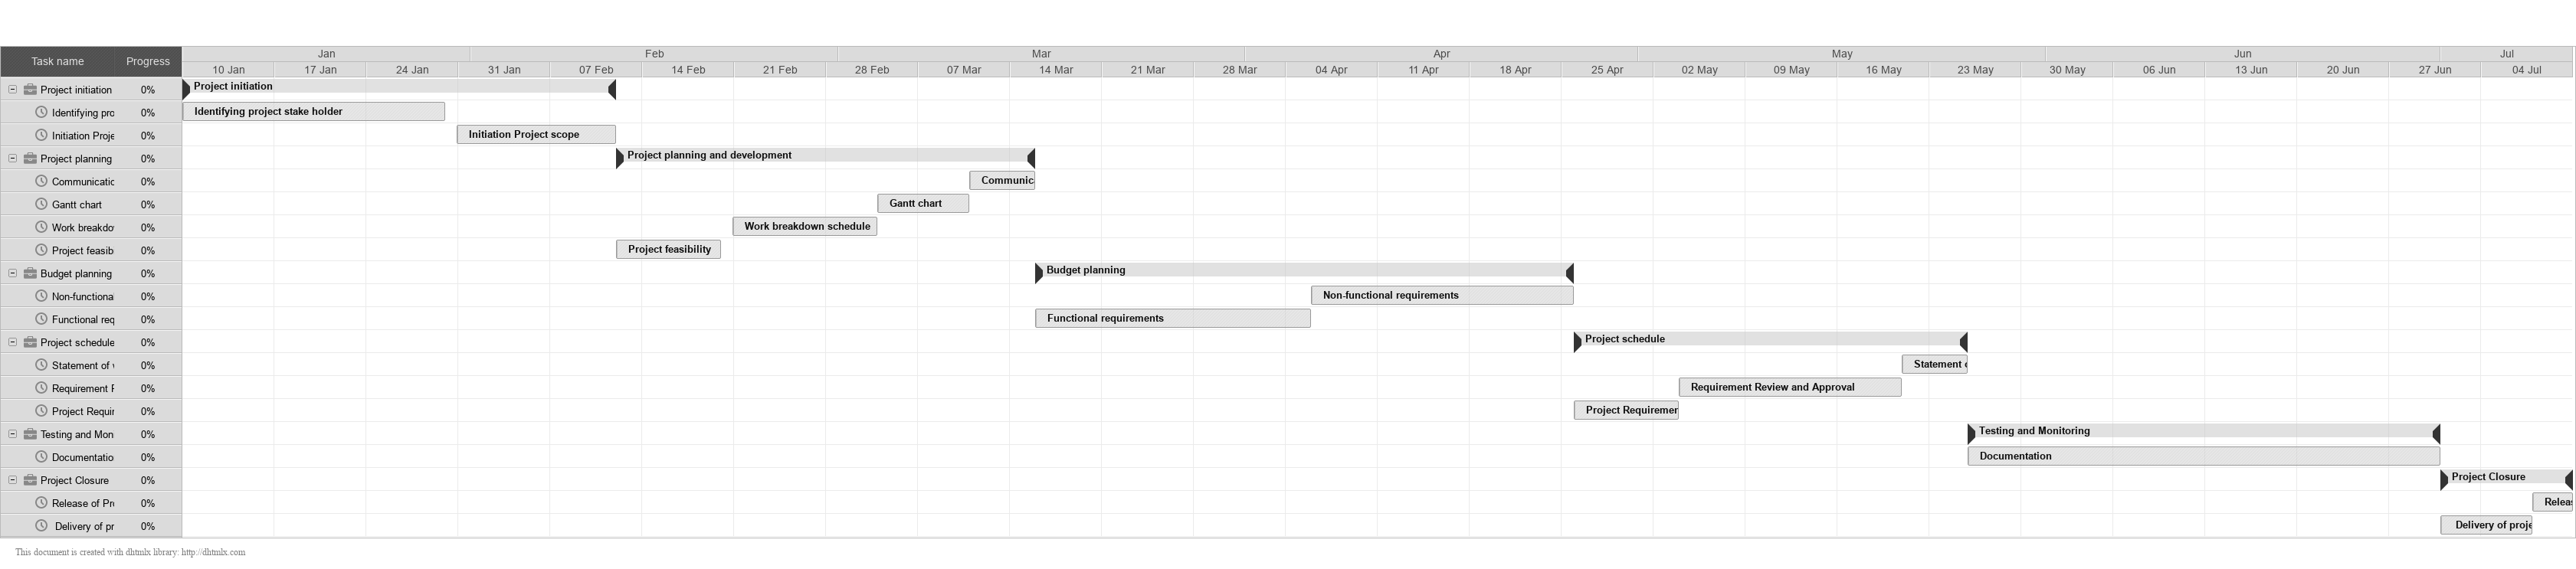 Jan Feb Mar Apr May Jun Jul
Task name Progress
10 Jan 17 Jan 24 Jan 31 Jan 07 Feb 14 Feb 21 Feb 28 Feb 07 Mar 14 Mar 21 Mar 28 Mar 04 Apr 11 Apr 18 Apr 25 Apr 02 May 09 May 16 May 23 May 30 May 06 Jun 13 Jun 20 Jun 27 Jun 04 Jul
Project initiation 0% Project initiation
Identifying pro 0% Identifying project stake holder
Initiation Proje 0% Initiation Project scope
Project planning 0% Project planning and development
Communicatio 0% Communic
Gantt chart 0% Gantt chart
Work breakdo 0% Work breakdown schedule
Project feasib 0% Project feasibility
Budget planning 0% Budget planning
Non-functiona 0% Non-functional requirements
Functional req 0% Functional requirements
Project schedule 0% Project schedule
Statement of 0% Statement
Requirement 0% Requirement Review and Approval
Project Requir 0% Project Requiremen
Testing and Mon 0% Testing and Monitoring
Documentatio 0% Documentation
Project Closure 0% Project Closure
Release of Pro 0% Releas
Delivery of pr 0% Delivery of proje
This document is created with dhtmlx library: http://dhtmlx.com